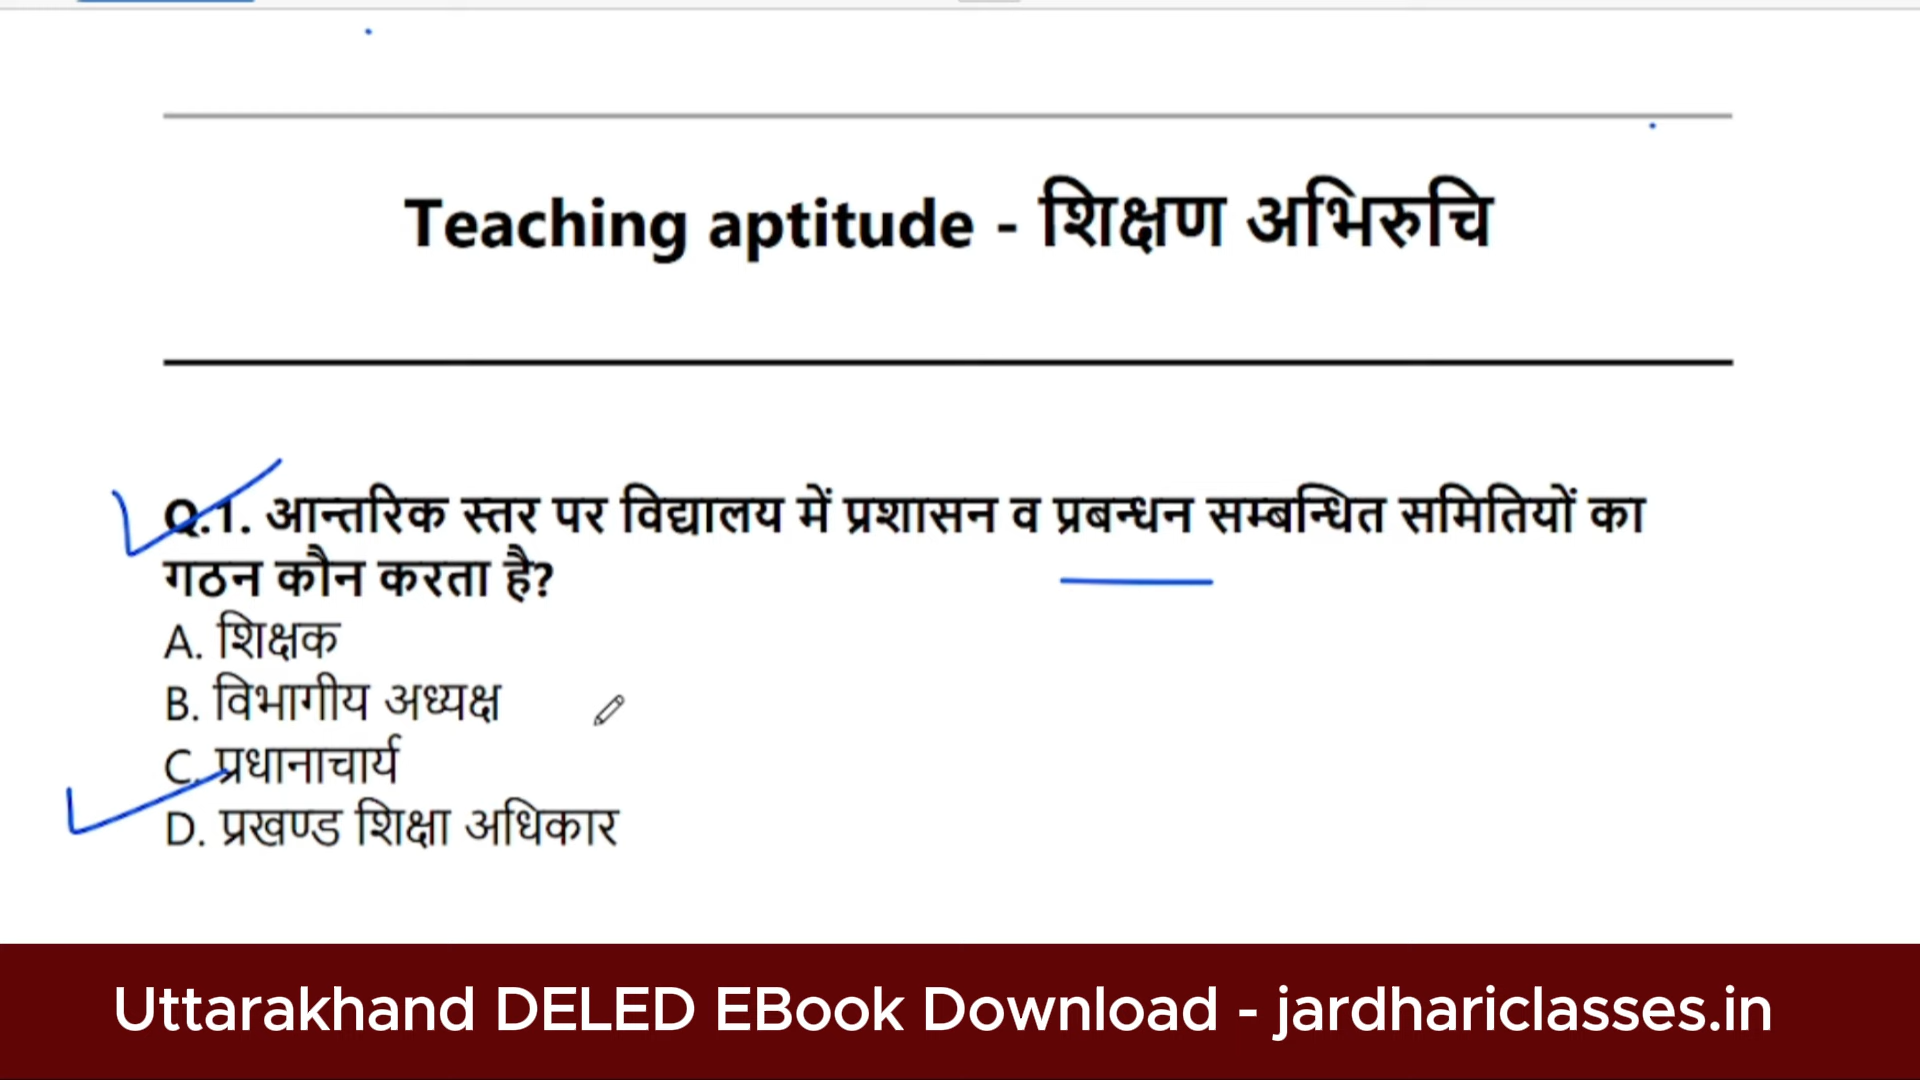 Teaching aptitude - शिक्षण अभिरुचि
Q.1. आन्तरिक स्तर पर विद्यालय में प्रशासन व प्रबन्धन सम्बन्धित समितियों का
गठन कौन करता है?
A. शिक्षक
B. विभागीय अध्यक्ष
C. प्रधानाचार्य
D. प्रखण्ड शिक्षा अधिकार
Uttarakhand DELED EBook Download - jardhariclasses.in